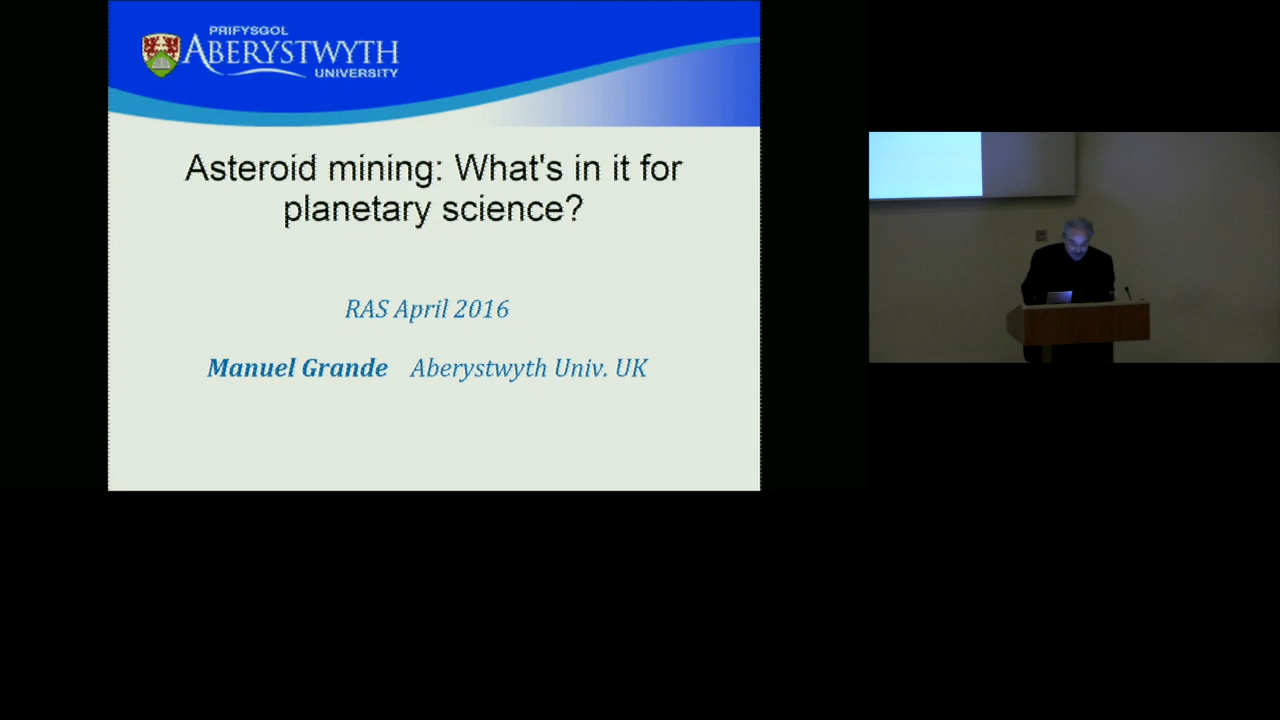 PRIFYSGOL
ABERYSTWYTH
UNIVERSITY
Asteroid mining: What's in it for
planetary science?
RAS April 2016
Manuel Grande Aberystwyth Univ. UK